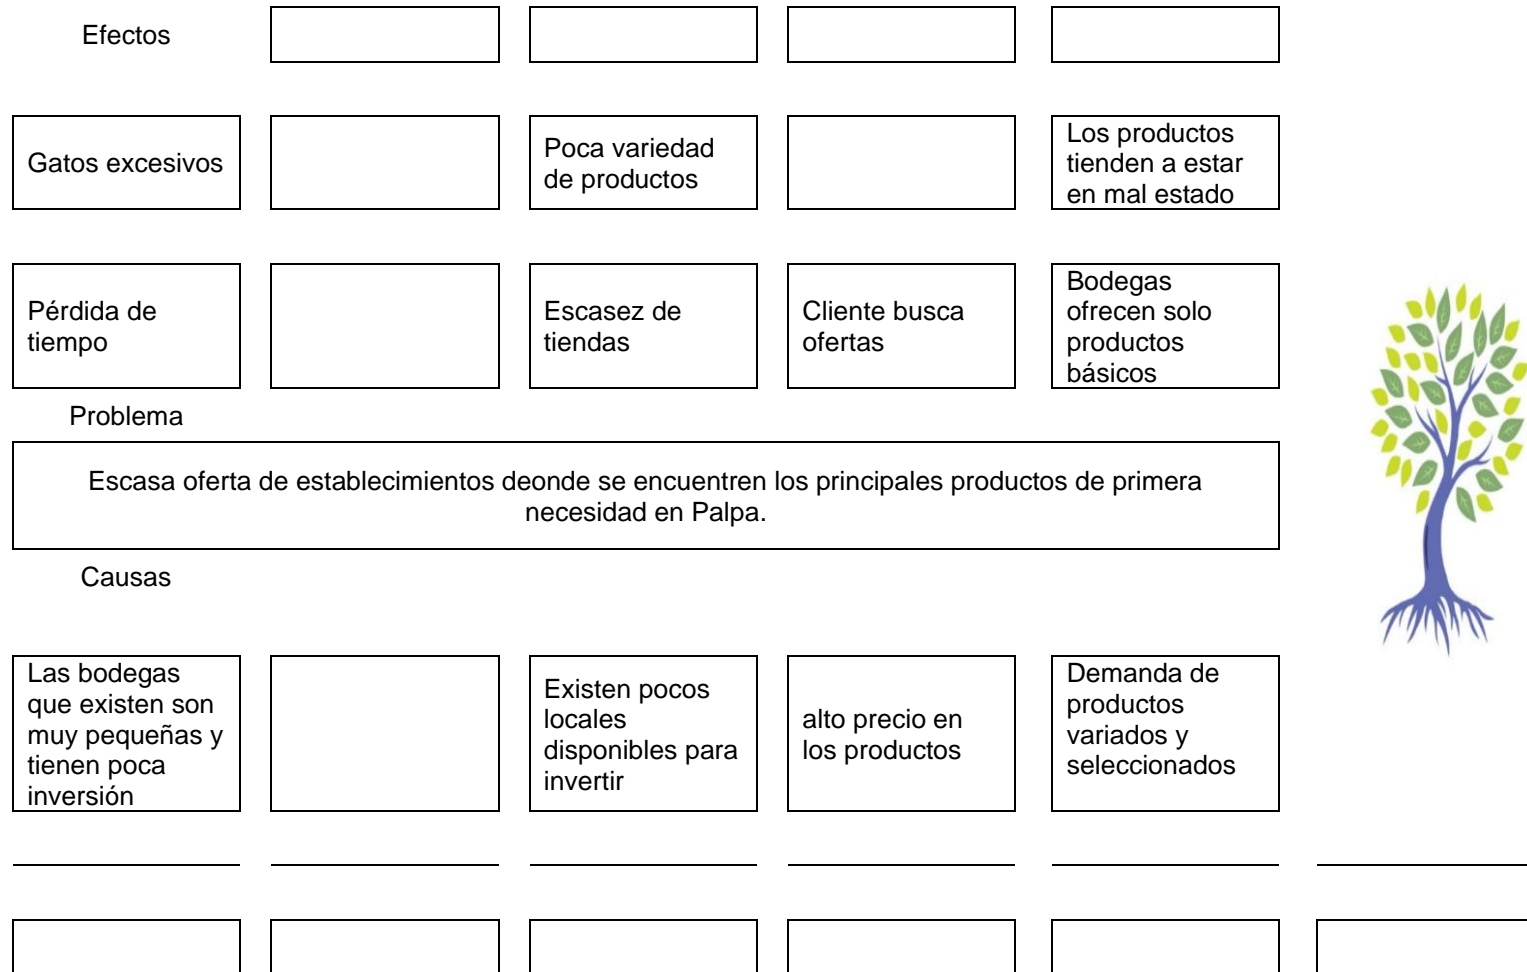 Efectos
Gatos excesivos
Poca variedad
de productos
Los productos
tienden a estar
en mal estado
Pérdida de
tiempo
Escasez de
tiendas
Cliente busca
ofertas
Bodegas
ofrecen solo
productos
básicos
Problema
Escasa oferta de establecimientos deonde se encuentren los principales productos de primera
necesidad en Palpa.
Causas
Las bodegas
que existen son
muy pequeñas y
tienen poca
inversión
Existen pocos
locales
disponibles para
invertir
alto precio en
los productos
Demanda de
productos
variados y
seleccionados